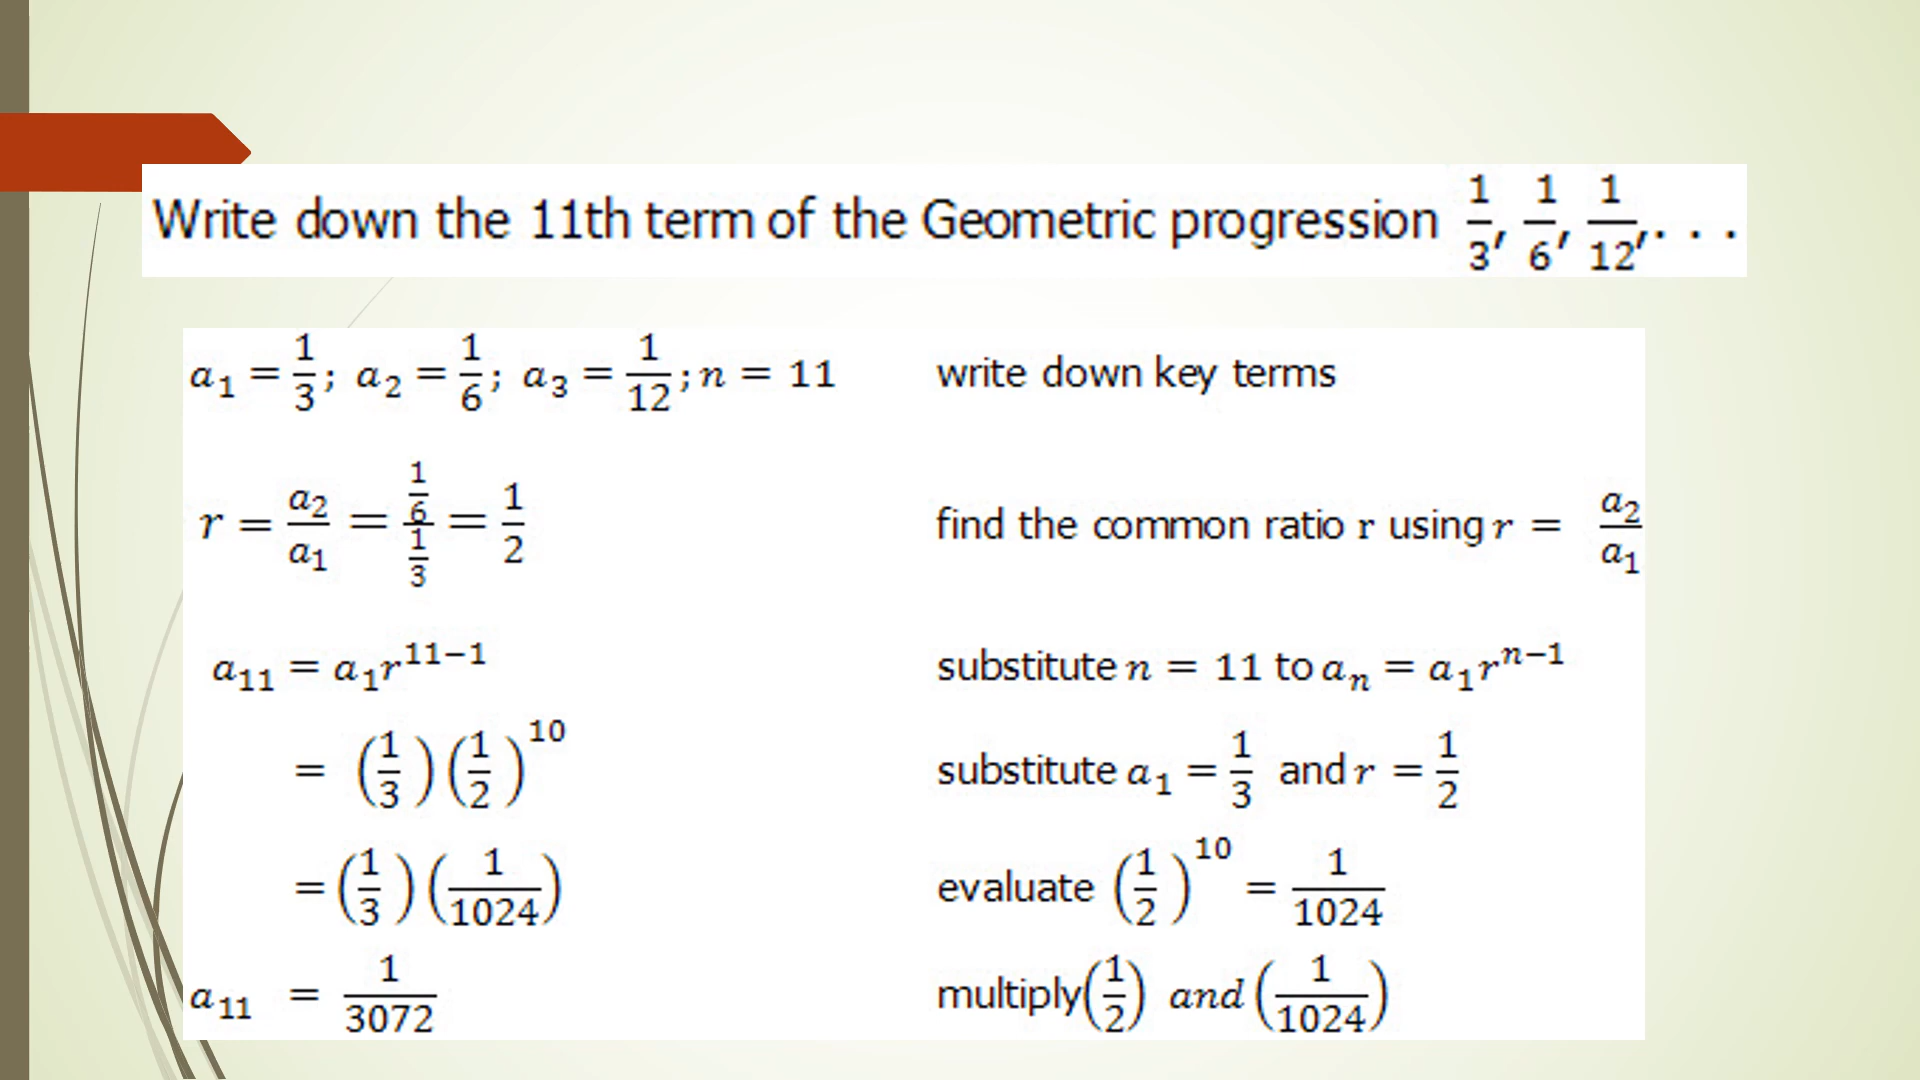 Write down the 11th term of the Geometric progression 1/3, 1/6, 1/12, . . .
a₁ = 1/3; a₂ = 1/6; a₃ = 1/12; n = 11 write down key terms
r = a₂/a₁ = (1/6)/(1/3) = 1/2 find the common ratio r using r = a₂/a₁
a₁₁ = a₁r¹¹⁻¹ substitute n = 11 to aₙ = a₁rⁿ⁻¹
= (1/3)(1/2)¹⁰ substitute a₁ = 1/3 and r = 1/2
= (1/3)(1/1024) evaluate (1/2)¹⁰ = 1/1024
a₁₁ = 1/3072 multiply (1/2) and (1/1024)